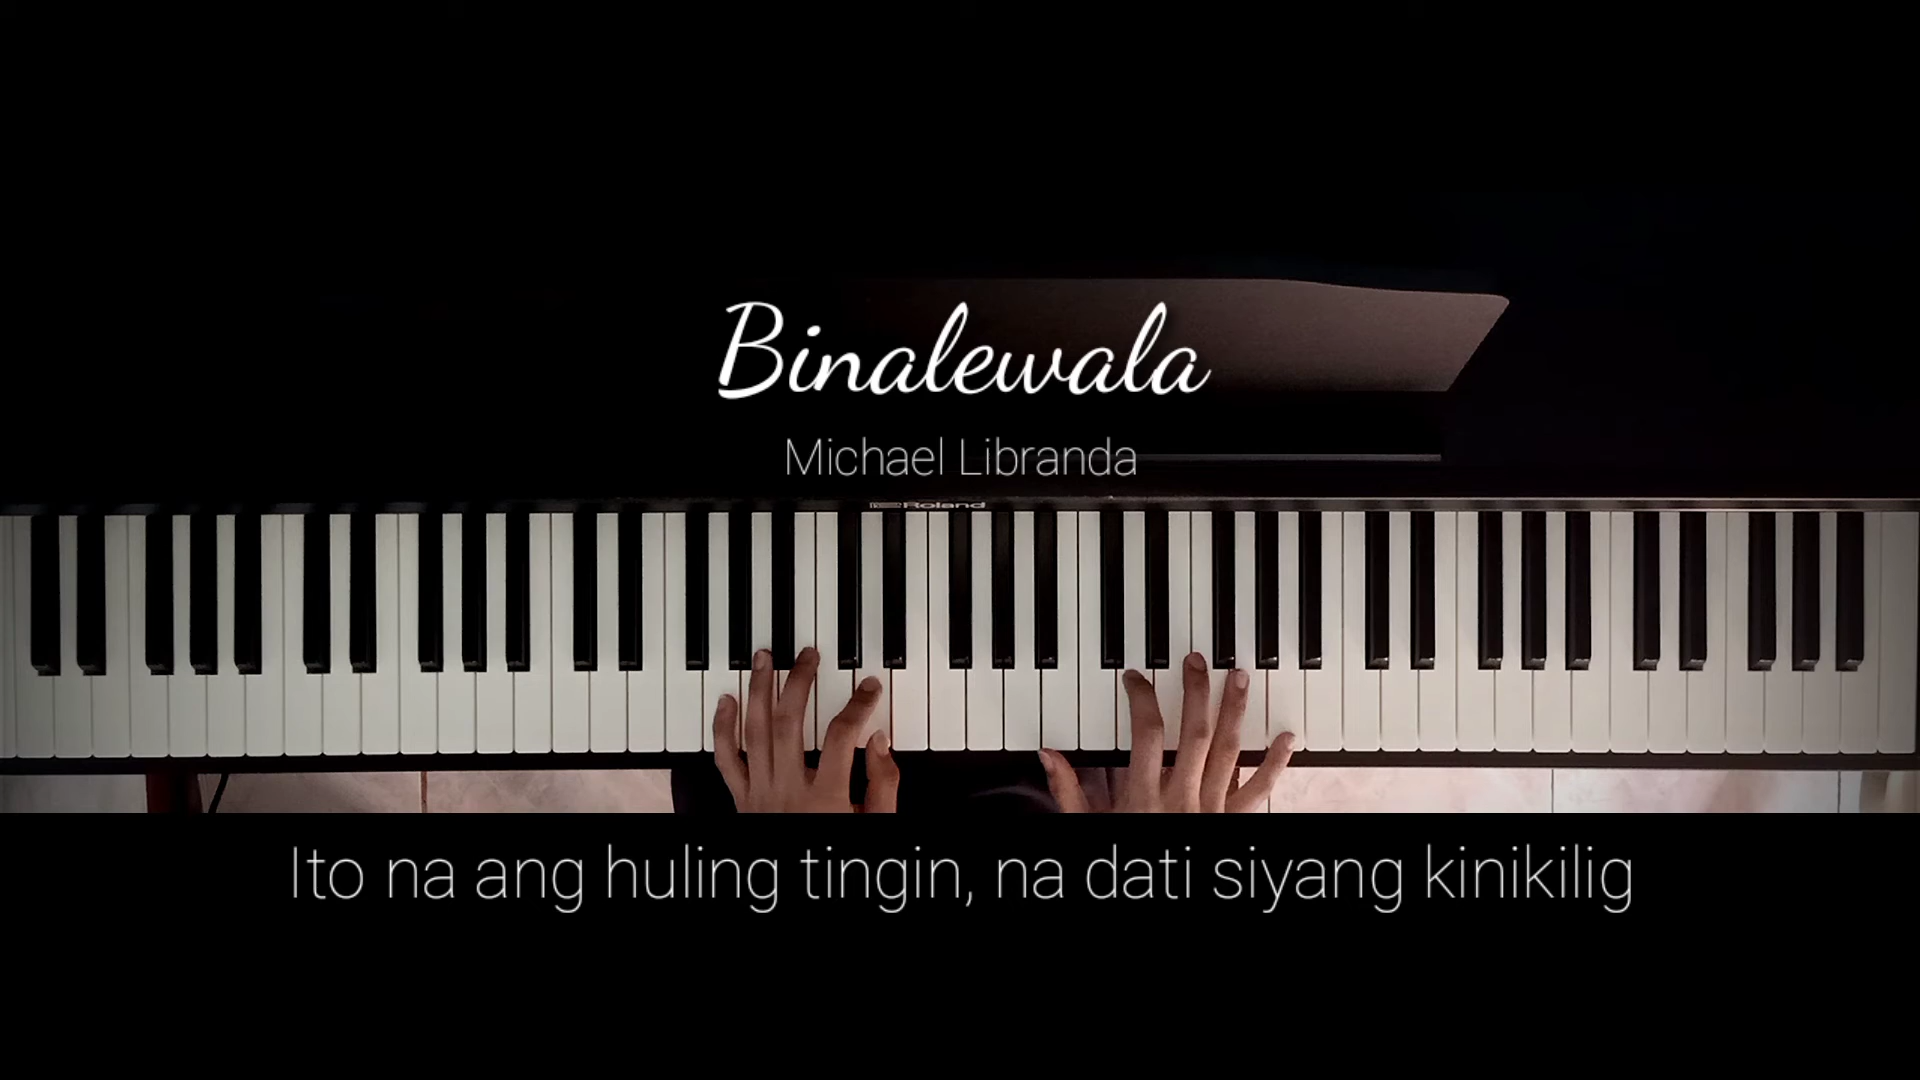 Binalewala
Michael Libranda
Roland
Ito na ang huling tingin, na dati siyang kinikilig